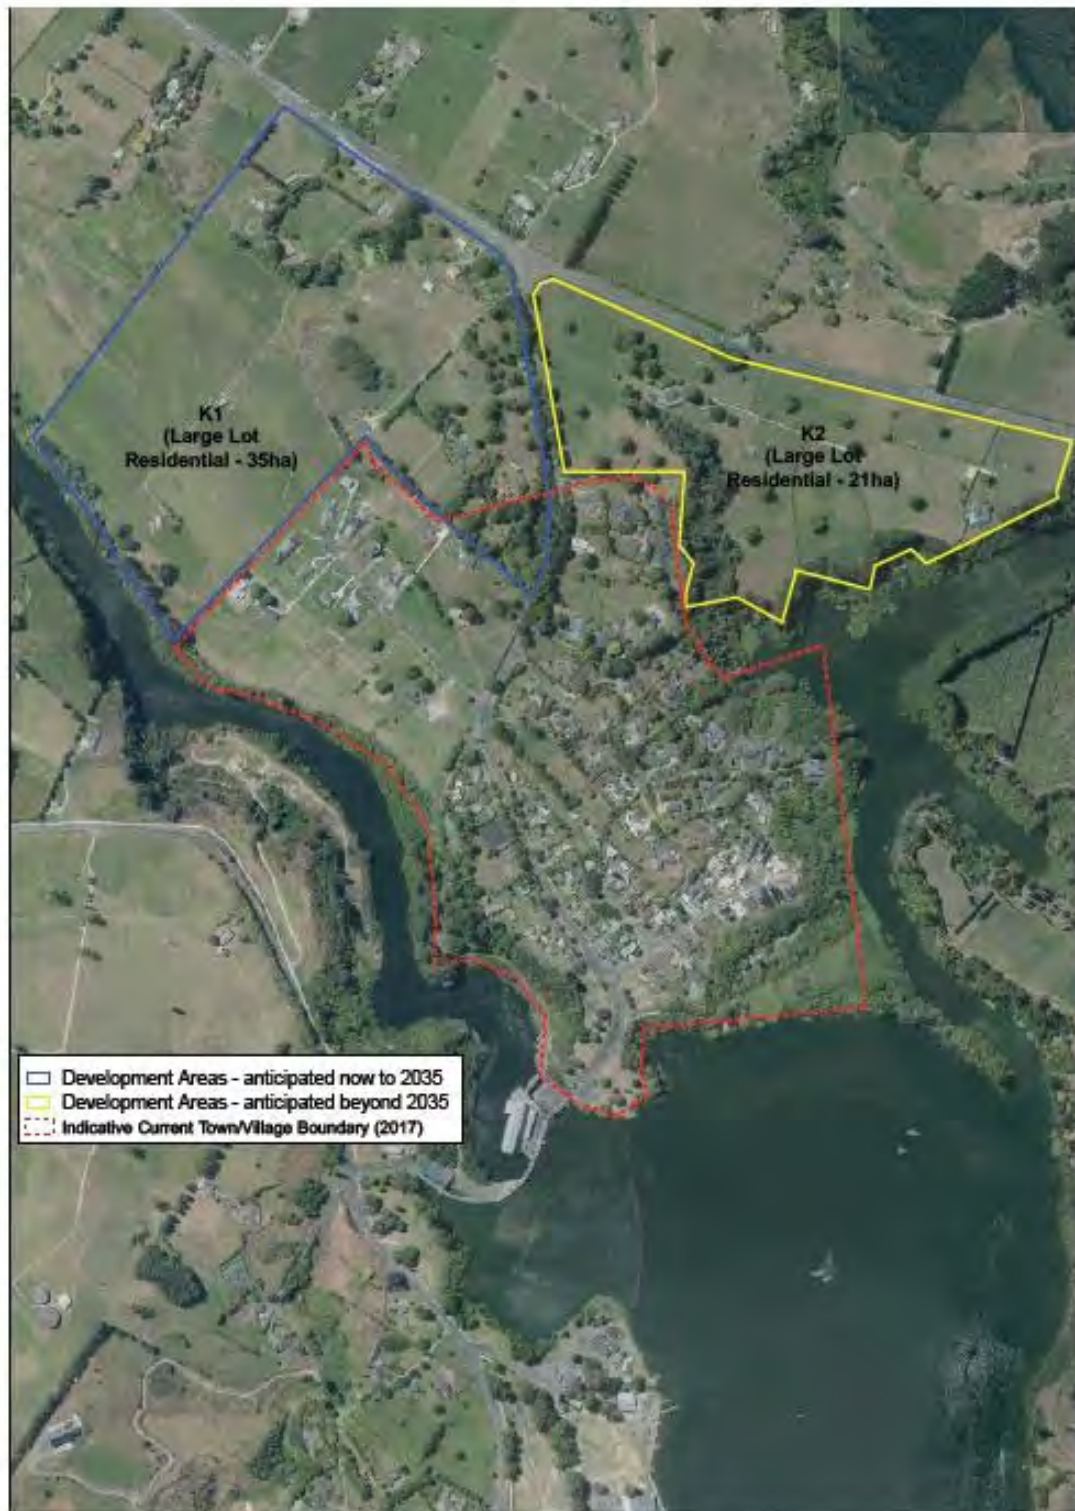 K1
(Large Lot
Residential - 35ha)
K2
(Large Lot
Residential - 21ha)
Development Areas - anticipated now to 2035
Development Areas - anticipated beyond 2035
Indicative Current Town/Village Boundary (2017)